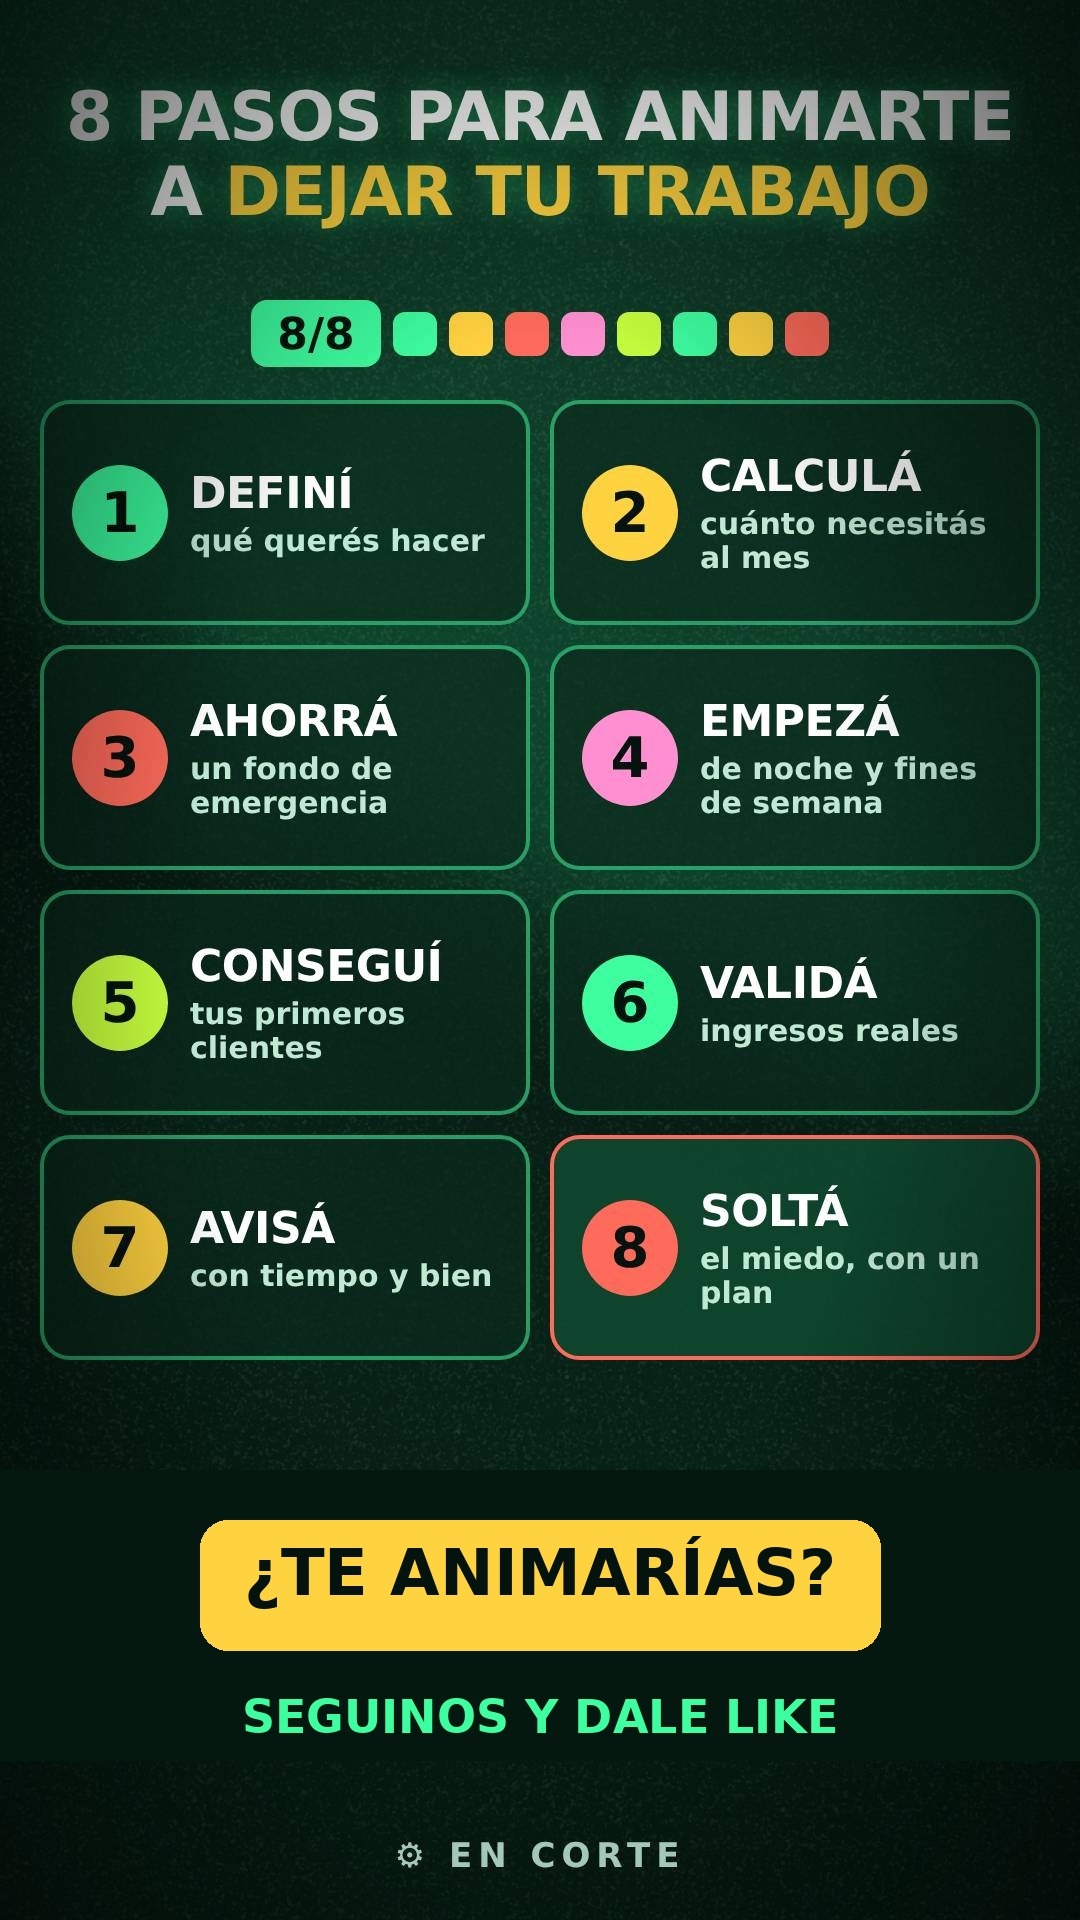 8 PASOS PARA ANIMARTE
A DEJAR TU TRABAJO
8/8
1
DEFINÍ
qué querés hacer
2
CALCULÁ
cuánto necesitás
al mes
3
AHORRÁ
un fondo de
emergencia
4
EMPEZÁ
de noche y fines
de semana
5
CONSEGUÍ
tus primeros
clientes
6
VALIDÁ
ingresos reales
7
AVISÁ
con tiempo y bien
8
SOLTÁ
el miedo, con un
plan
¿TE ANIMARÍAS?
SEGUINOS Y DALE LIKE
⚙ EN CORTE